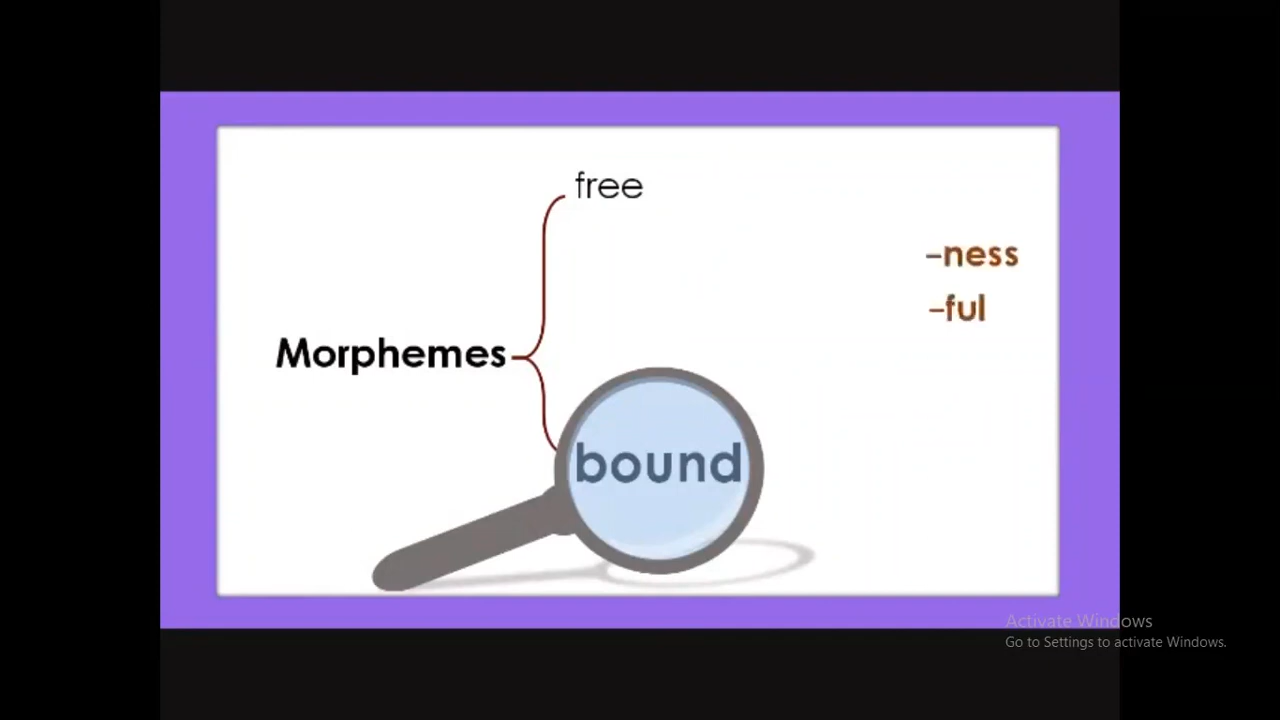 free
–ness
–ful
Morphemes
bound
Activate Windows
Go to Settings to activate Windows.